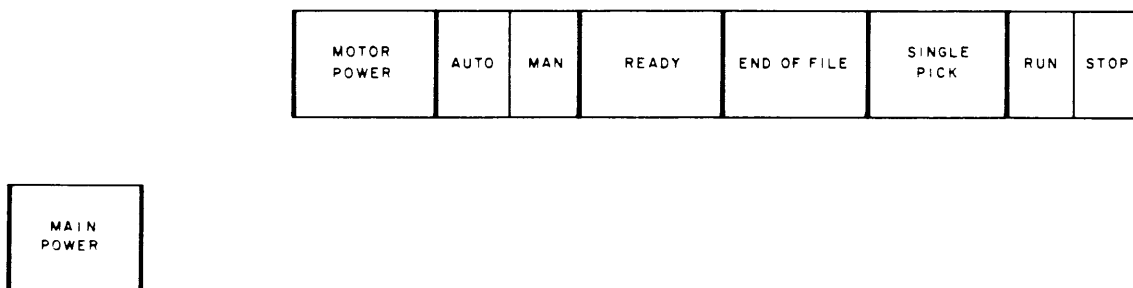 MOTOR
POWER
AUTO
MAN
READY
END OF FILE
SINGLE
PICK
RUN
STOP
MAIN
POWER